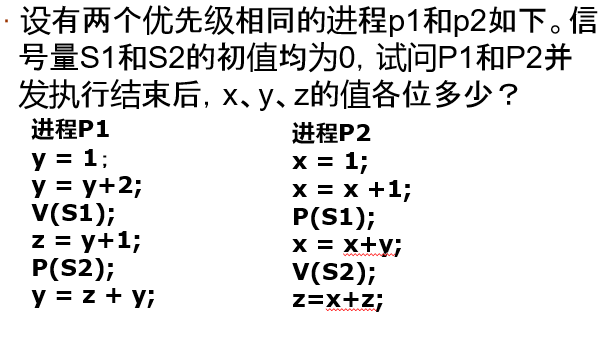 · 设有两个优先级相同的进程p1和p2如下。信
号量S1和S2的初值均为0, 试问P1和P2并
发执行结束后, x、y、z的值各位多少？
进程P1
y = 1;
y = y+2;
V(S1);
z = y+1;
P(S2);
y = z + y;
进程P2
x = 1;
x = x +1;
P(S1);
x = x+y;
V(S2);
z=x+z;